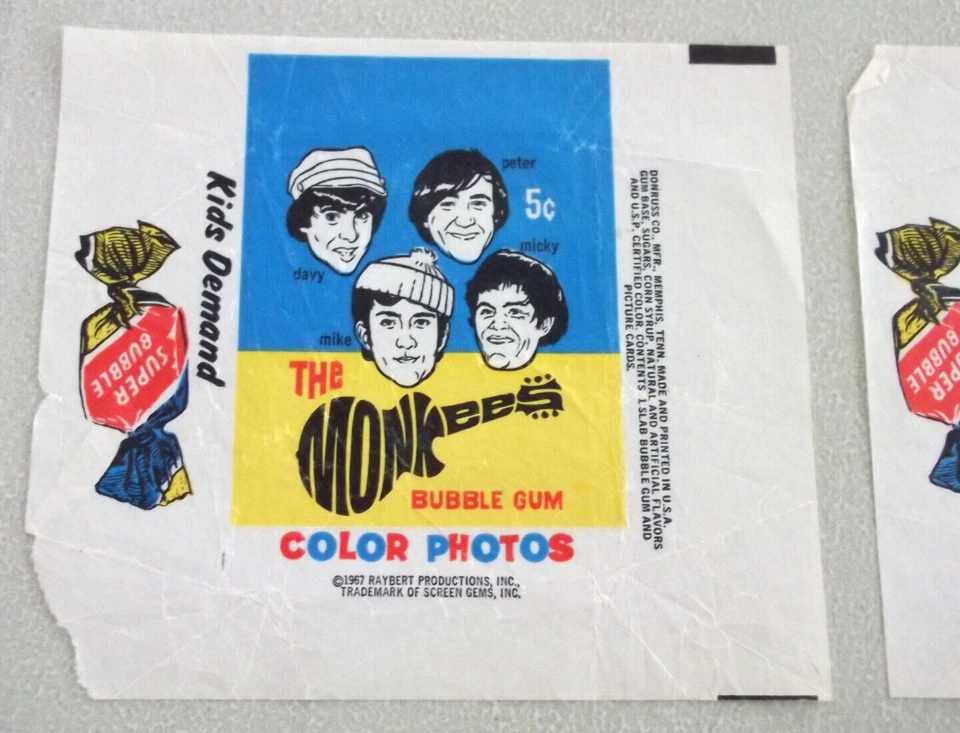 peter
5¢
micky
davy
mike
THE
MONKEES
BUBBLE GUM
COLOR PHOTOS
©1967 RAYBERT PRODUCTIONS, INC.,
TRADEMARK OF SCREEN GEMS, INC.
Kids Demand
SUPER
BUBBLE
DONRUSS CO., MFR., MEMPHIS, TENN. MADE AND PRINTED IN U.S.A.
GUM BASE, SUGARS, CORN SYRUP, NATURAL AND ARTIFICIAL FLAVORS
AND U.S.P. CERTIFIED COLOR. CONTENTS 1 SLAB BUBBLE GUM AND
PICTURE CARDS.
PER
BUBBLE